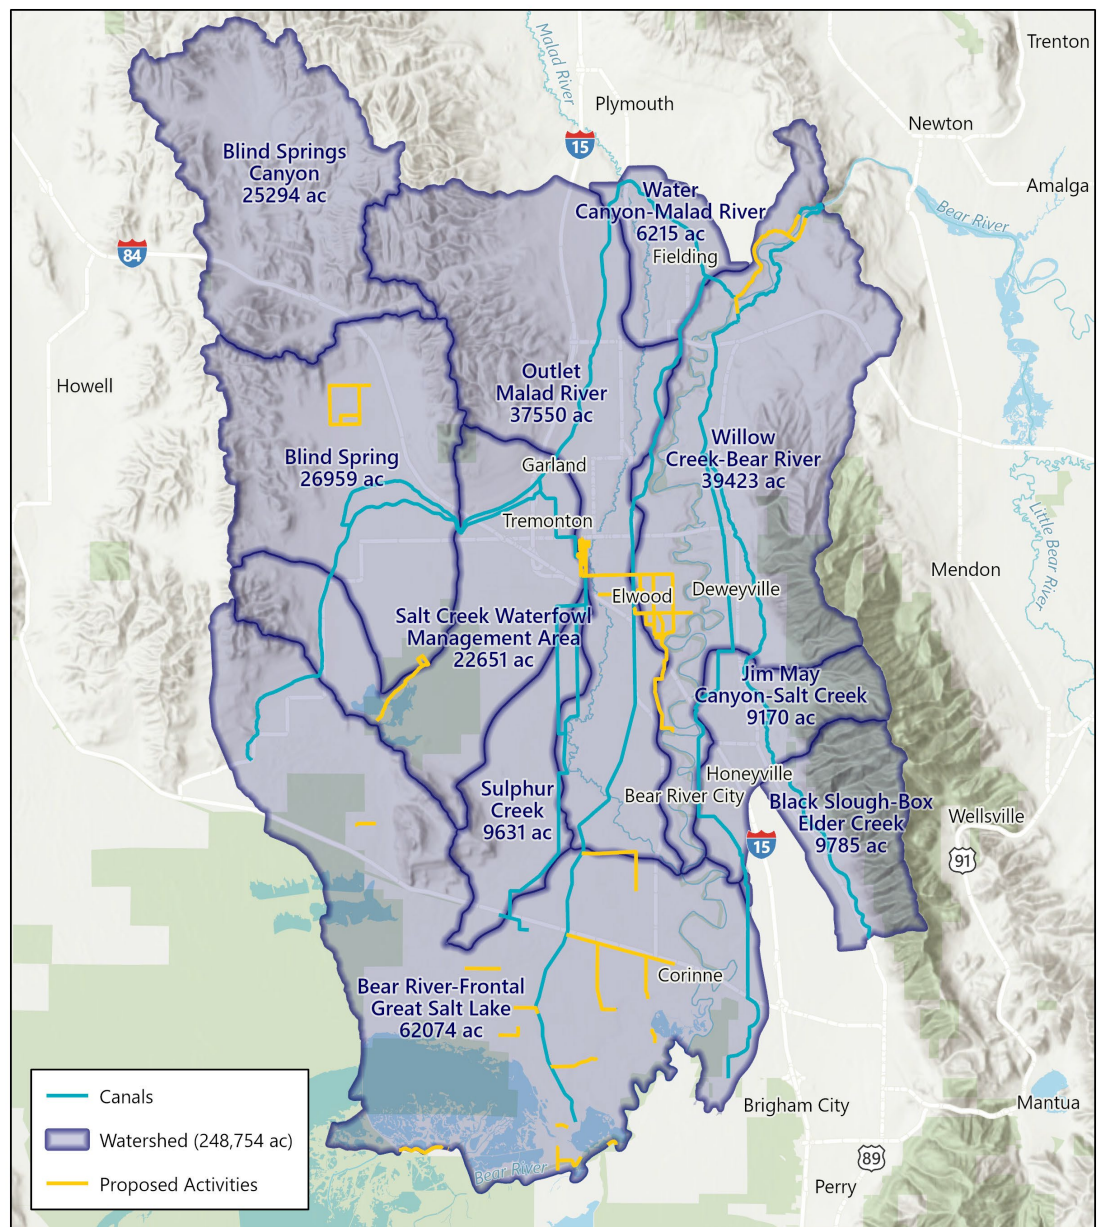 Malad River
Trenton
Plymouth
Newton
15
Blind Springs
Canyon
25294 ac
Water
Canyon-Malad River
6215 ac
Amalga
Bear River
84
Fielding
Howell
Outlet
Malad River
37550 ac
Blind Spring
26959 ac
Garland
Willow
Creek-Bear River
39423 ac
Tremonton
Little Bear River
Mendon
Elwood
Deweyville
Salt Creek Waterfowl
Management Area
22651 ac
Jim May
Canyon-Salt Creek
9170 ac
Honeyville
Sulphur
Creek
9631 ac
Bear River City
Black Slough-Box
Elder Creek
9785 ac
Wellsville
15
91
Corinne
Bear River-Frontal
Great Salt Lake
62074 ac
Canals
Watershed (248,754 ac)
Proposed Activities
Brigham City
Mantua
89
Bear River
Perry